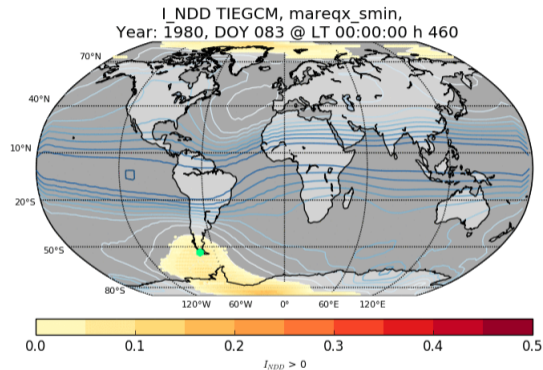 I_NDD TIEGCM, mareqx_smin,
Year: 1980, DOY 083 @ LT 00:00:00 h 460
70°N
40°N
10°N
20°S
50°S
80°S
120°W 60°W 0° 60°E 120°E
0.0 0.1 0.2 0.3 0.4 0.5
I_NDD > 0